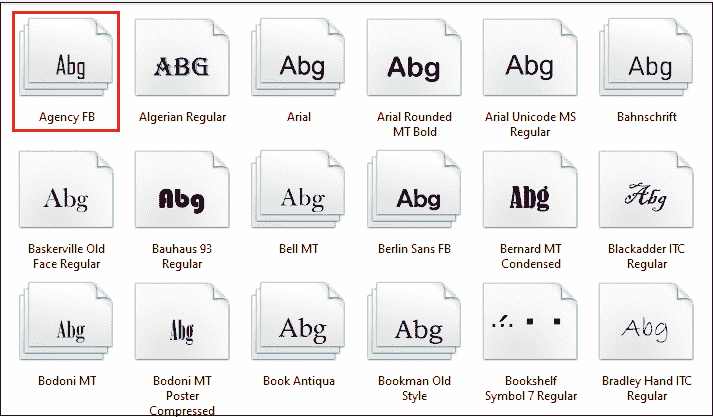 Abg ABG Abg Abg Abg Abg
Agency FB Algerian Regular Arial Arial Rounded MT Bold Arial Unicode MS Regular Bahnschrift
Abg Abg Abg Abg Abg Abg
Baskerville Old Face Regular Bauhaus 93 Regular Bell MT Berlin Sans FB Bernard MT Condensed Blackadder ITC Regular
Abg Abg Abg Abg Abg
Bodoni MT Bodoni MT Poster Compressed Book Antiqua Bookman Old Style Bookshelf Symbol 7 Regular Bradley Hand ITC Regular